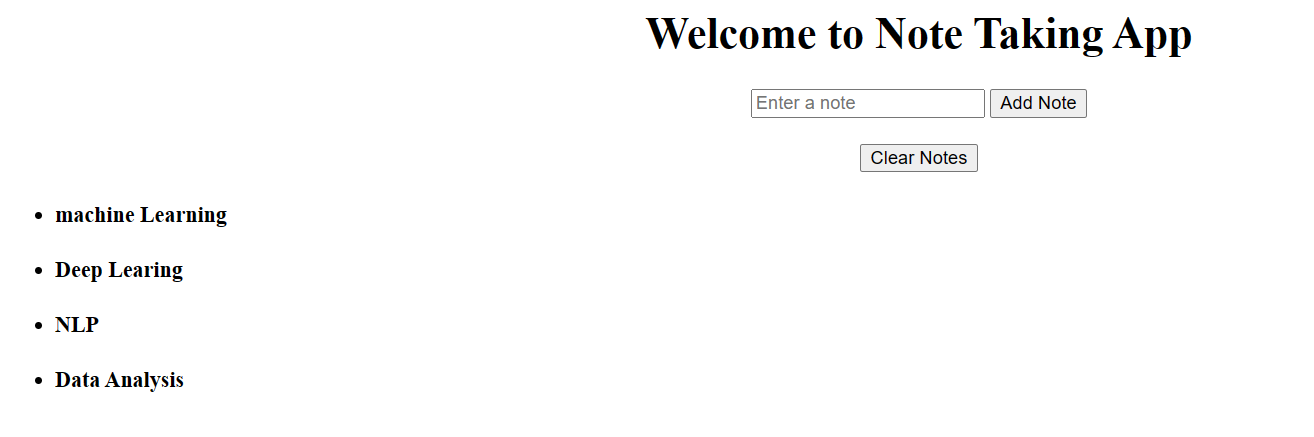 Welcome to Note Taking App
Enter a note Add Note
Clear Notes
machine Learning
Deep Learing
NLP
Data Analysis